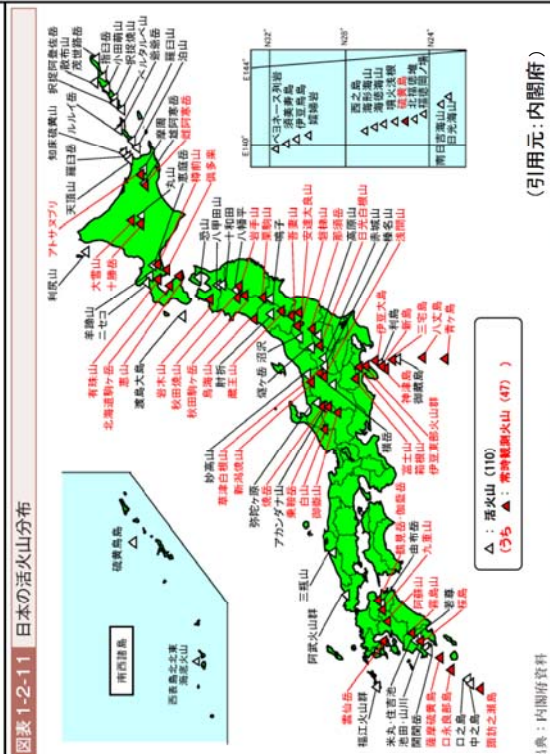 図表 1-2-11 日本の活火山分布
利尻山
アトサヌプリ
天頂山
羅臼岳
知床硫黄山
ルルイ岳
散布山
択捉阿登佐岳
茂世路岳
指臼岳
小田萌山
択捉焼山
ベルタルベ山
爺爺岳
羅臼山
泊山
摩周
雄阿寒岳
雌阿寒岳
大雪山
十勝岳
丸山
恵庭岳
樽前山
倶多楽
羊蹄山
ニセコ
有珠山
北海道駒ヶ岳
恵山
渡島大島
恐山
八甲田山
十和田
八幡平
岩手山
栗駒山
鳴子
吾妻山
安達太良山
磐梯山
那須岳
高原山
日光白根山
赤城山
榛名山
浅間山
岩木山
秋田焼山
秋田駒ヶ岳
鳥海山
肘折
蔵王山
沼沢
燧ヶ岳
妙高山
草津白根山
新潟焼山
弥陀ヶ原
焼岳
アカンダナ山
乗鞍岳
白山
御嶽山
横岳
富士山
箱根山
伊豆東部火山群
伊豆大島
利島
新島
神津島
三宅島
御蔵島
八丈島
青ヶ島
三瓶山
阿武火山群
鶴見岳・伽藍岳
由布岳
九重山
阿蘇山
霧島山
若尊
桜島
雲仙岳
福江火山群
米丸・住吉池
池田・山川
開聞岳
薩摩硫黄島
口永良部島
口之島
中之島
諏訪之瀬島
南西諸島
硫黄鳥島
西表島北北東
海底火山
E140°
E144°
N32°
N28°
N24°
ベヨネース列岩
須美寿島
伊豆鳥島
孀婦岩
西之島
海形海山
海徳海山
噴火浅根
硫黄島
北福徳堆
福徳岡ノ場
南日吉海山
日光海山
△:活火山(110)
(うち ▲:常時観測火山(47)
(引用元:内閣府)
出典:内閣府資料